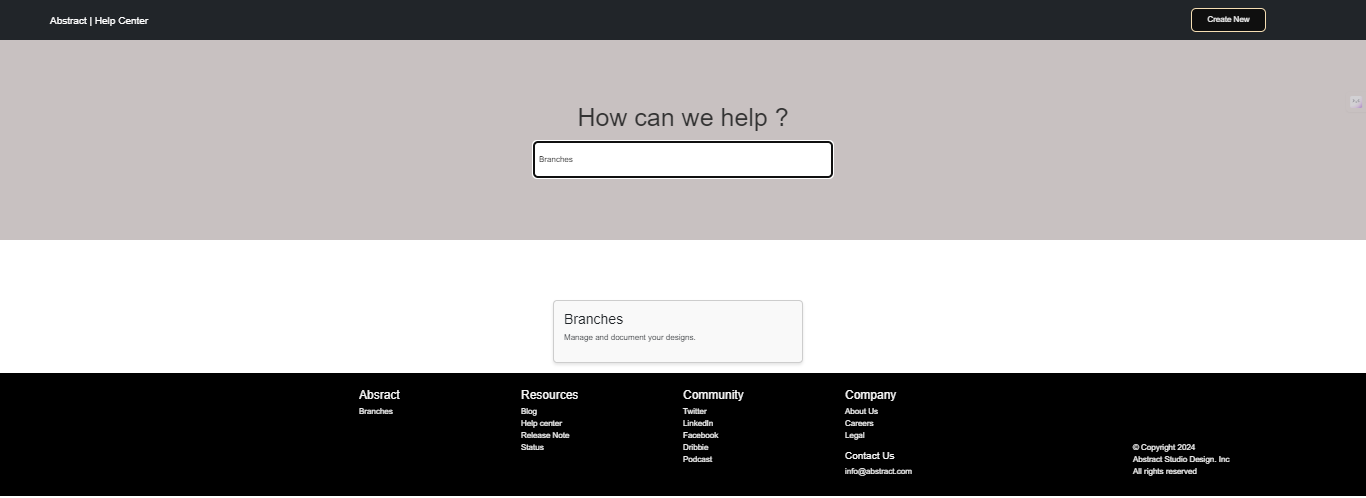 Abstract | Help Center
Create New
How can we help ?
Branches
Branches
Manage and document your designs.
Absract
Branches
Resources
Blog
Help center
Release Note
Status
Community
Twitter
LinkedIn
Facebook
Dribbie
Podcast
Company
About Us
Careers
Legal
Contact Us
info@abstract.com
© Copyright 2024
Abstract Studio Design. Inc
All rights reserved